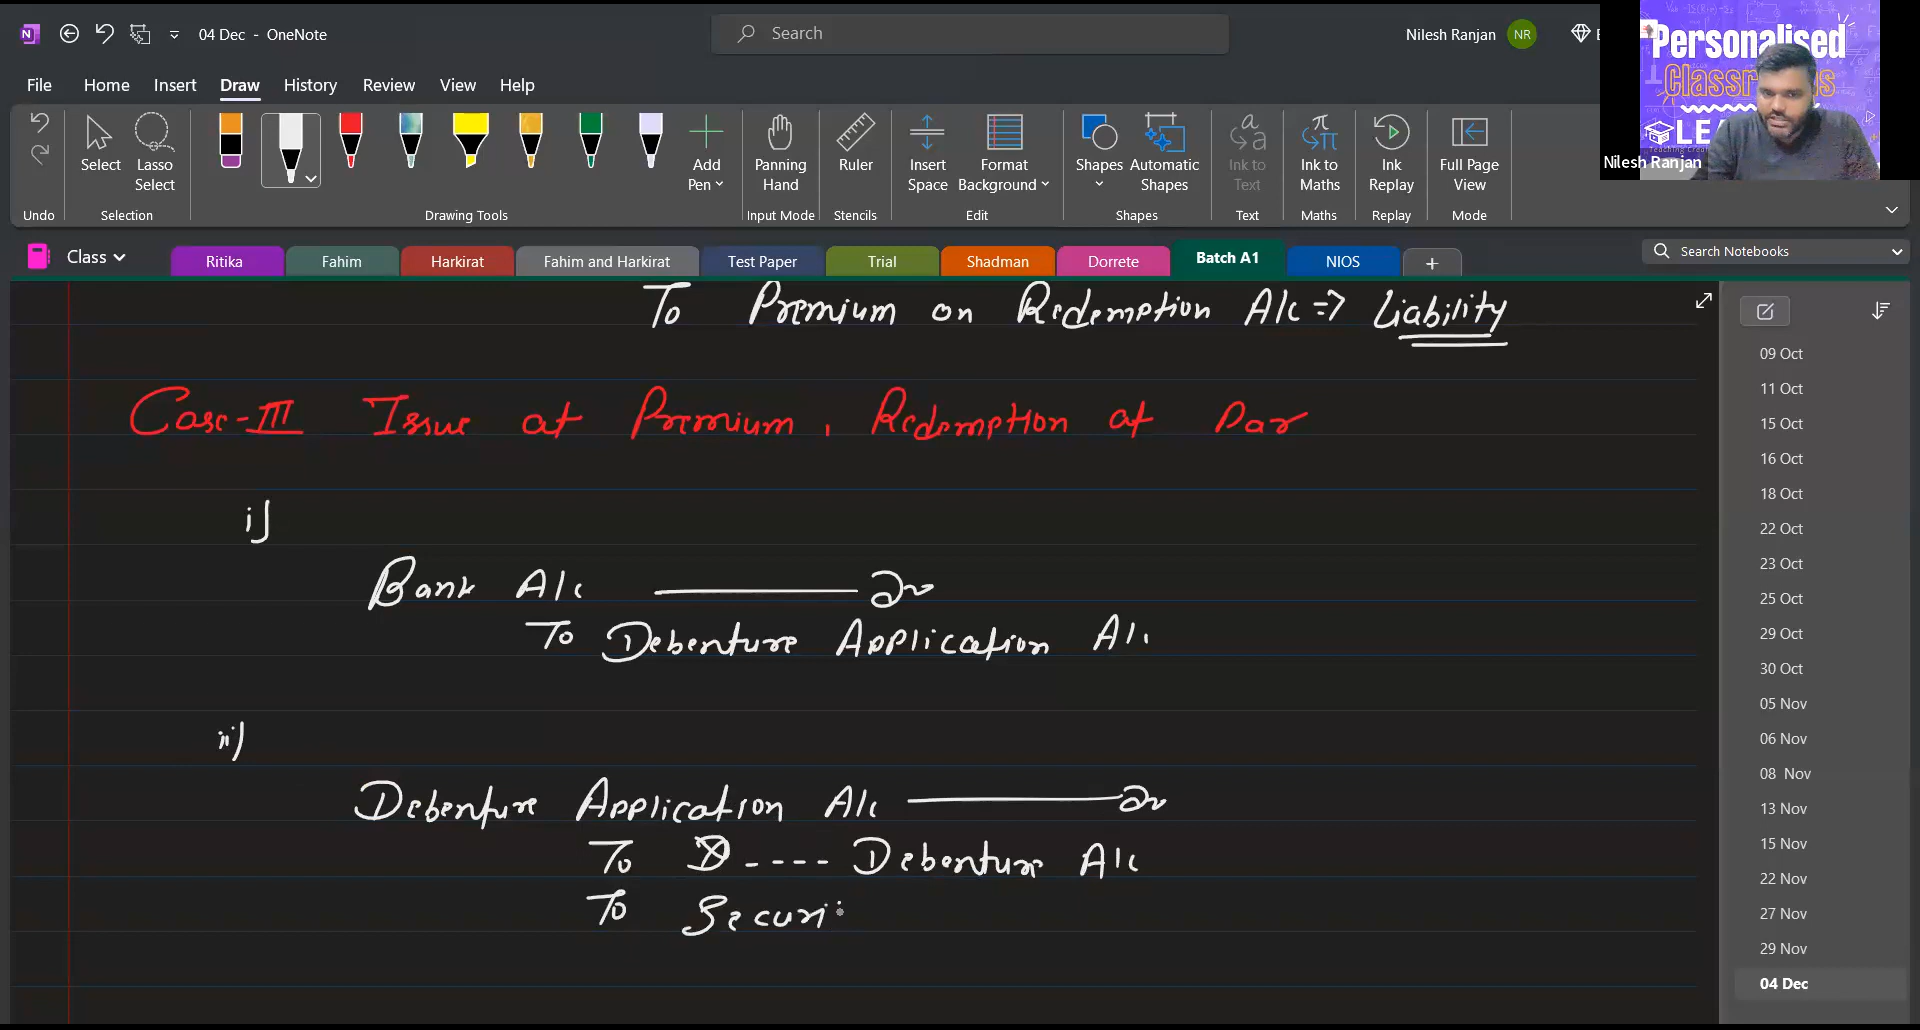 04 Dec - OneNote
Search
Nilesh Ranjan
NR
Personalised
Classrooms
LEA
Nilesh Ranjan
File Home Insert Draw History Review View Help
Undo
Select
Lasso Select
Selection
Drawing Tools
Add Pen
Panning Hand
Input Mode
Ruler
Stencils
Insert Space
Format Background
Edit
Shapes
Automatic Shapes
Shapes
Ink to Text
Text
Ink to Maths
Maths
Ink Replay
Replay
Full Page View
Mode
Class
Ritika Fahim Harkirat Fahim and Harkirat Test Paper Trial Shadman Dorrete Batch A1 NIOS +
Search Notebooks
To Premium on Redemption A/c => Liability
Case-III Issue at Premium, Redemption at Par
i)
Bank A/c Dr
To Debenture Application A/c
ii)
Debenture Application A/c Dr
To ---- Debenture A/c
To Securi
09 Oct
11 Oct
15 Oct
16 Oct
18 Oct
22 Oct
23 Oct
25 Oct
29 Oct
30 Oct
05 Nov
06 Nov
08 Nov
13 Nov
15 Nov
22 Nov
27 Nov
29 Nov
04 Dec